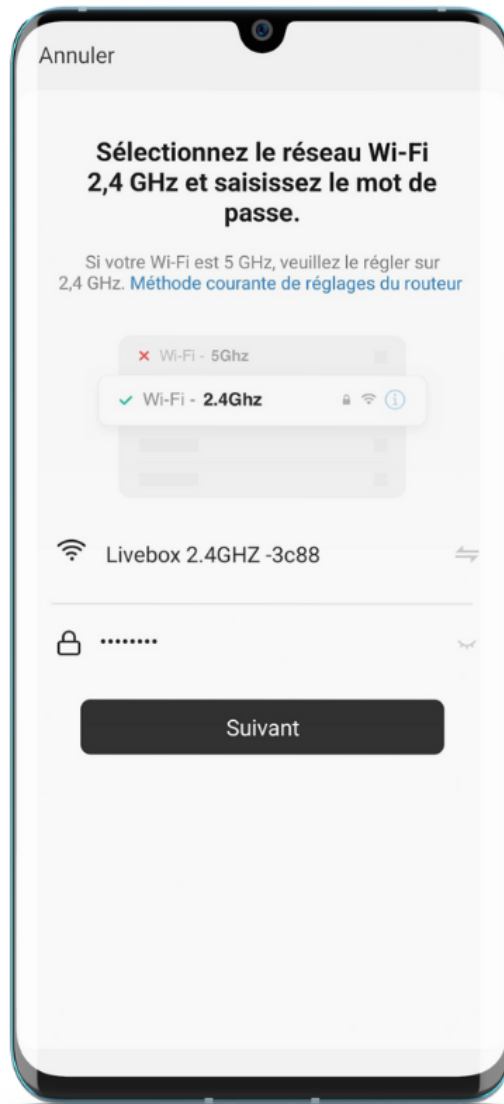 Annuler
Sélectionnez le réseau Wi-Fi
2,4 GHz et saisissez le mot de
passe.
Si votre Wi-Fi est 5 GHz, veuillez le régler sur
2,4 GHz. Méthode courante de réglages du routeur
Wi-Fi - 5Ghz
Wi-Fi - 2.4Ghz
Livebox 2.4GHZ -3c88
••••••••
Suivant